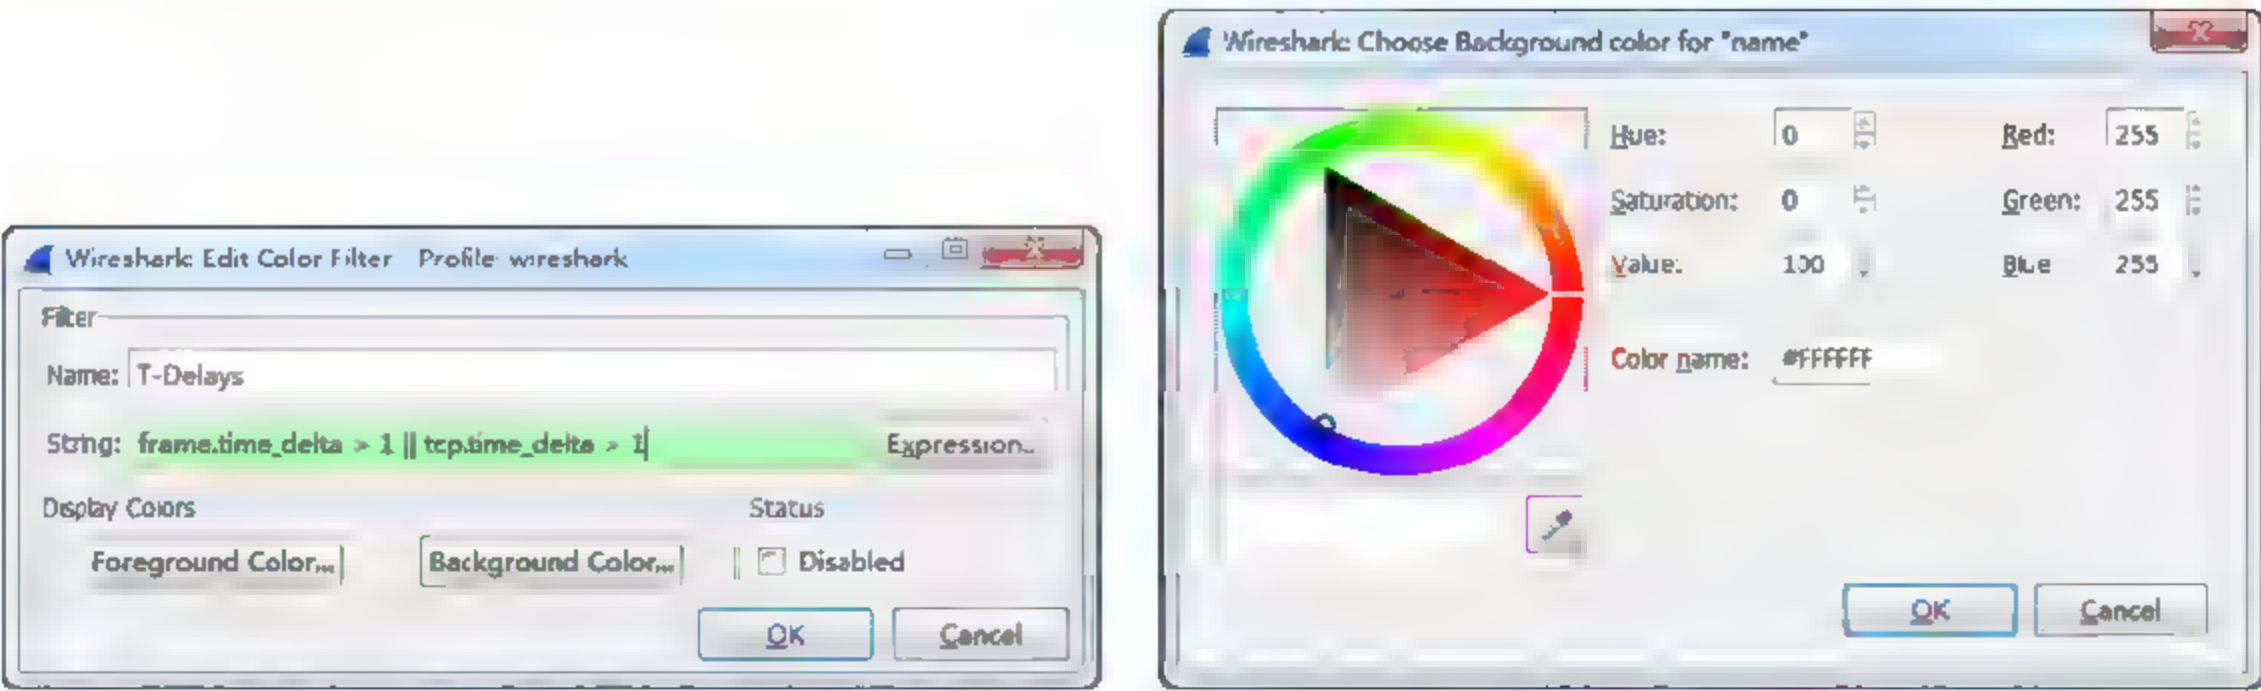 Wireshark: Edit Color Filter - Profile: wireshark
Filter
Name: T-Delays
String: frame.time_delta > 1 || tcp.time_delta > 1 Expression...
Display Colors Status
Foreground Color... Background Color... Disabled
OK Cancel
Wireshark: Choose Background color for "name"
Hue: 0 Red: 255
Saturation: 0 Green: 255
Value: 100 Blue 255
Color name: #FFFFFF
OK Cancel